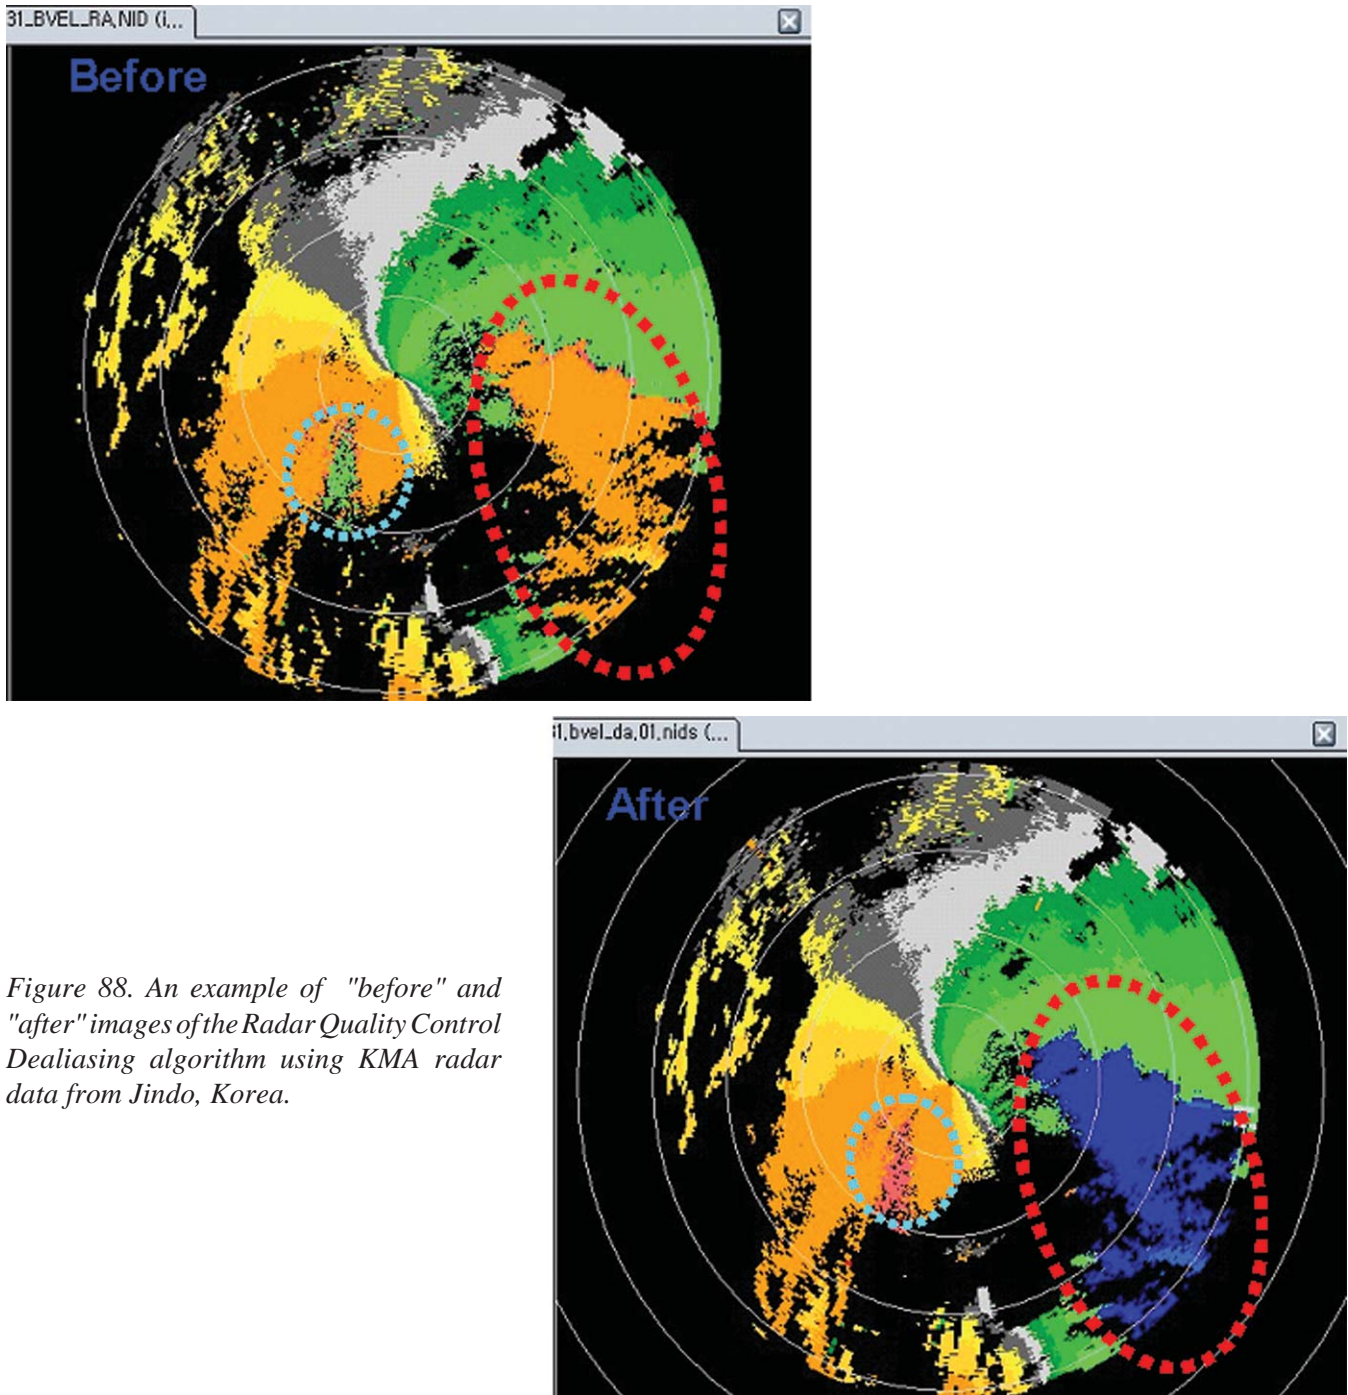 31_BVEL_RA,NID (i...
Before
31,bvel_da,01,nids (...
After
Figure 88. An example of "before" and
"after" images of the Radar Quality Control
Dealiasing algorithm using KMA radar
data from Jindo, Korea.